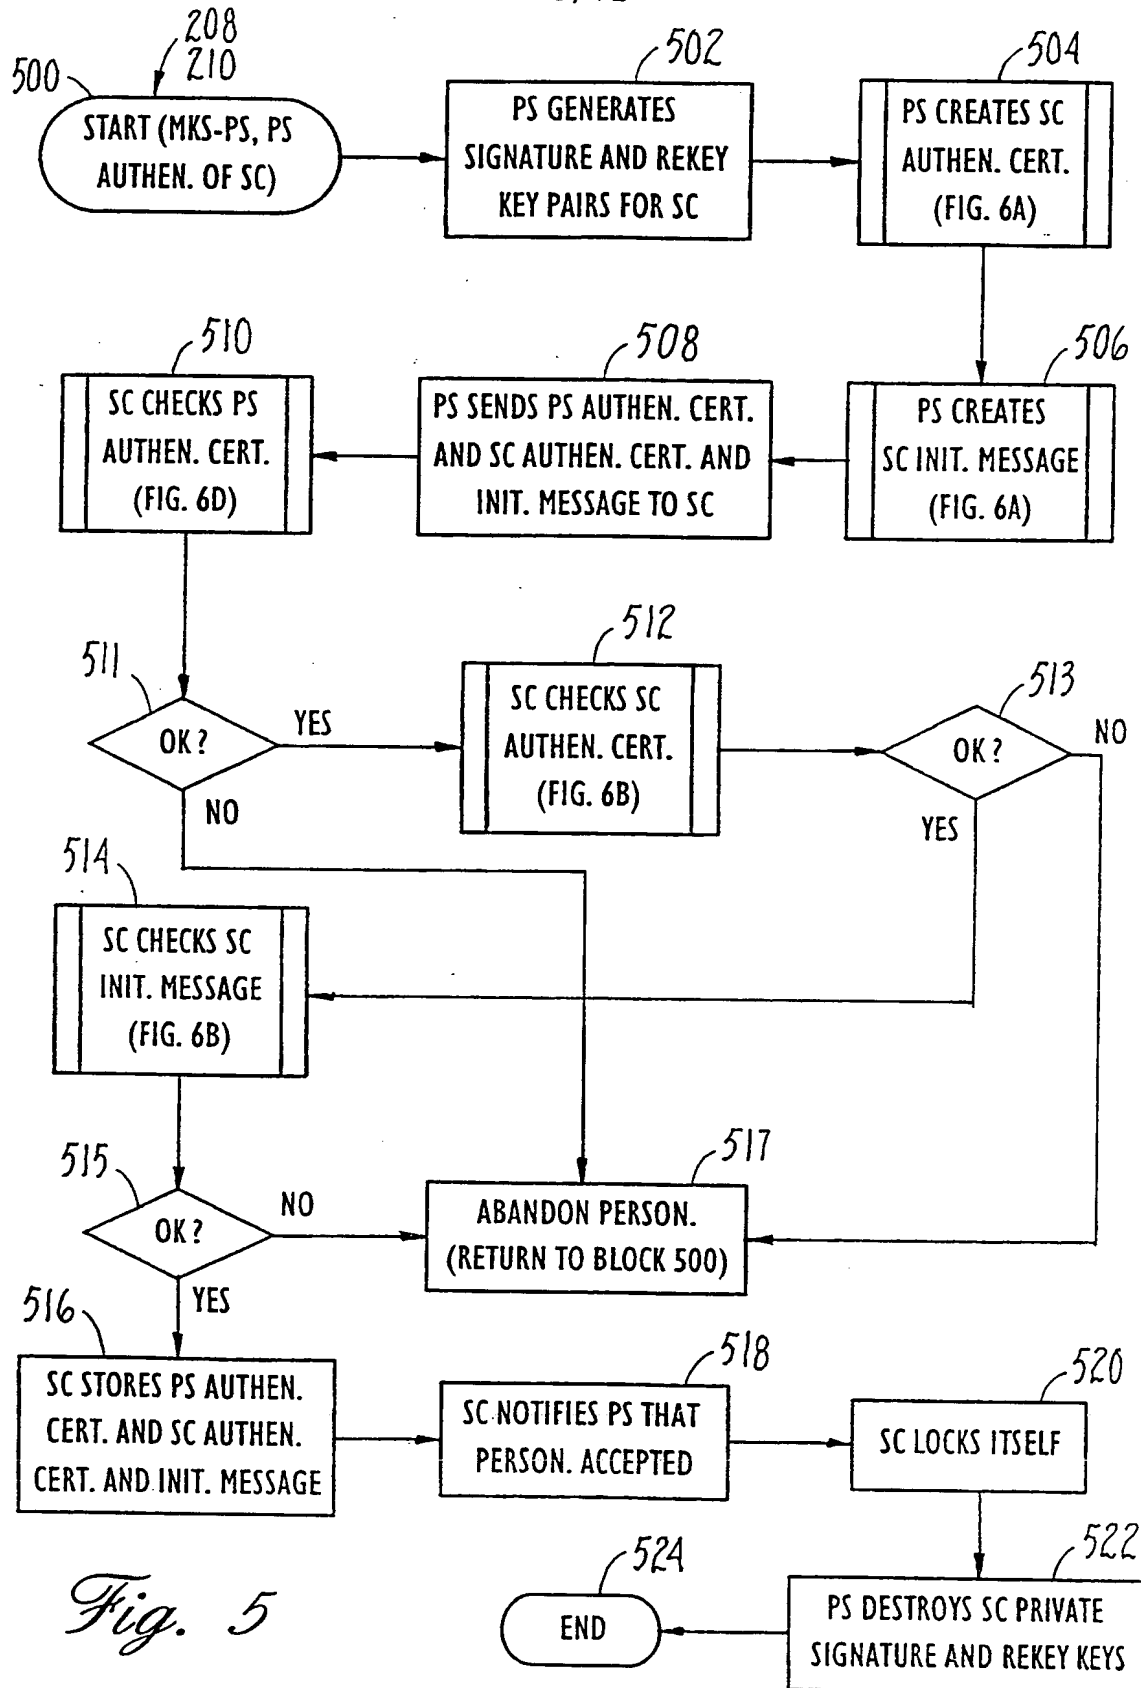 208
210
500
START (MKS-PS, PS
AUTHEN. OF SC)
502
PS GENERATES
SIGNATURE AND REKEY
KEY PAIRS FOR SC
504
PS CREATES SC
AUTHEN. CERT.
(FIG. 6A)
506
PS CREATES
SC INIT. MESSAGE
(FIG. 6A)
508
PS SENDS PS AUTHEN. CERT.
AND SC AUTHEN. CERT. AND
INIT. MESSAGE TO SC
510
SC CHECKS PS
AUTHEN. CERT.
(FIG. 6D)
511
OK?
YES
NO
512
SC CHECKS SC
AUTHEN. CERT.
(FIG. 6B)
513
OK?
NO
YES
514
SC CHECKS SC
INIT. MESSAGE
(FIG. 6B)
515
OK?
NO
YES
517
ABANDON PERSON.
(RETURN TO BLOCK 500)
516
SC STORES PS AUTHEN.
CERT. AND SC AUTHEN.
CERT. AND INIT. MESSAGE
518
SC NOTIFIES PS THAT
PERSON. ACCEPTED
520
SC LOCKS ITSELF
522
PS DESTROYS SC PRIVATE
SIGNATURE AND REKEY KEYS
524
END
Fig. 5